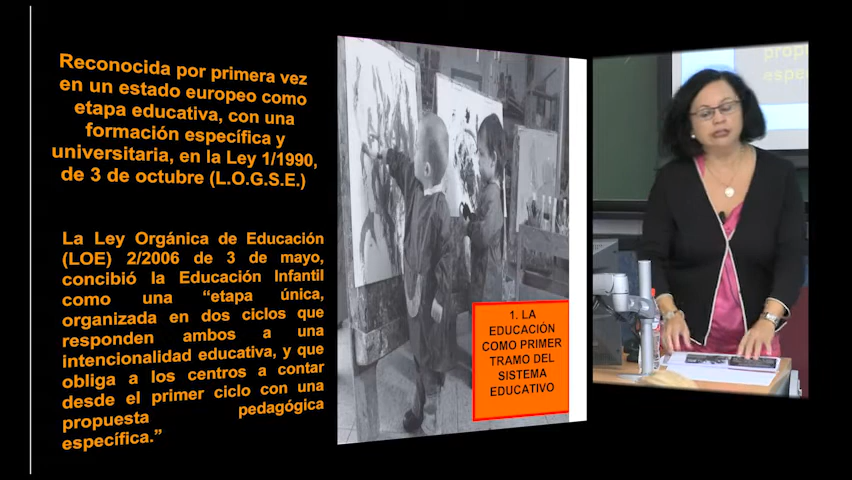 Reconocida por primera vez
en un estado europeo como
etapa educativa, con una
formación específica y
universitaria, en la Ley 1/1990,
de 3 de octubre (L.O.G.S.E.)
La Ley Orgánica de Educación
(LOE) 2/2006 de 3 de mayo,
concibió la Educación Infantil
como una “etapa única,
organizada en dos ciclos que
responden ambos a una
intencionalidad educativa, y que
obliga a los centros a contar
desde el primer ciclo con una
propuesta pedagógica
específica.”
1. LA
EDUCACIÓN
COMO PRIMER
TRAMO DEL
SISTEMA
EDUCATIVO